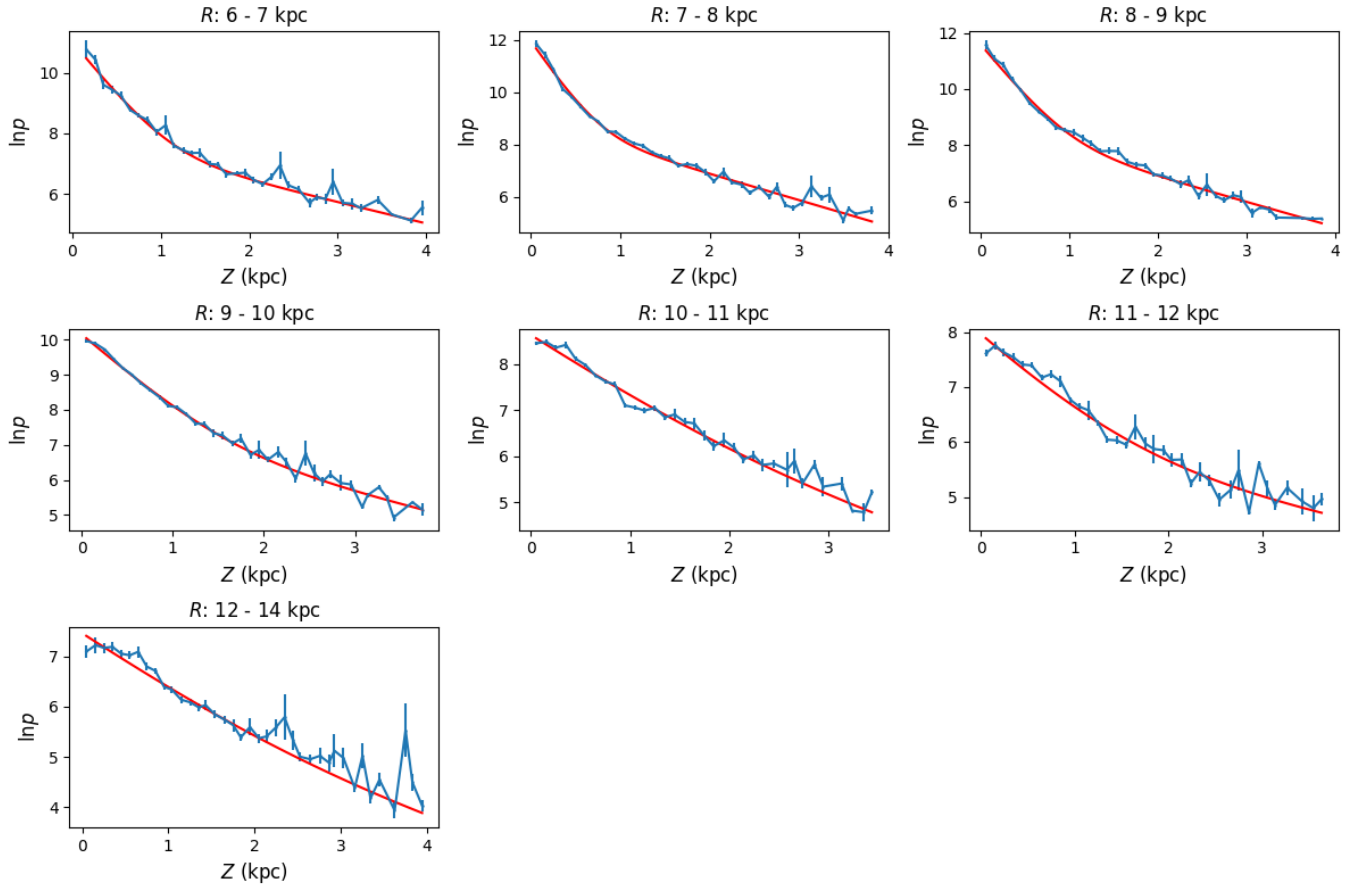 R: 6 - 7 kpc
10
8
6
lnp
0 1 2 3 4
Z (kpc)
R: 7 - 8 kpc
12
10
8
6
lnp
0 1 2 3 4
Z (kpc)
R: 8 - 9 kpc
12
10
8
6
lnp
0 1 2 3 4
Z (kpc)
R: 9 - 10 kpc
10
9
8
7
6
5
lnp
0 1 2 3
Z (kpc)
R: 10 - 11 kpc
8
7
6
5
lnp
0 1 2 3
Z (kpc)
R: 11 - 12 kpc
8
7
6
5
lnp
0 1 2 3
Z (kpc)
R: 12 - 14 kpc
7
6
5
4
lnp
0 1 2 3 4
Z (kpc)